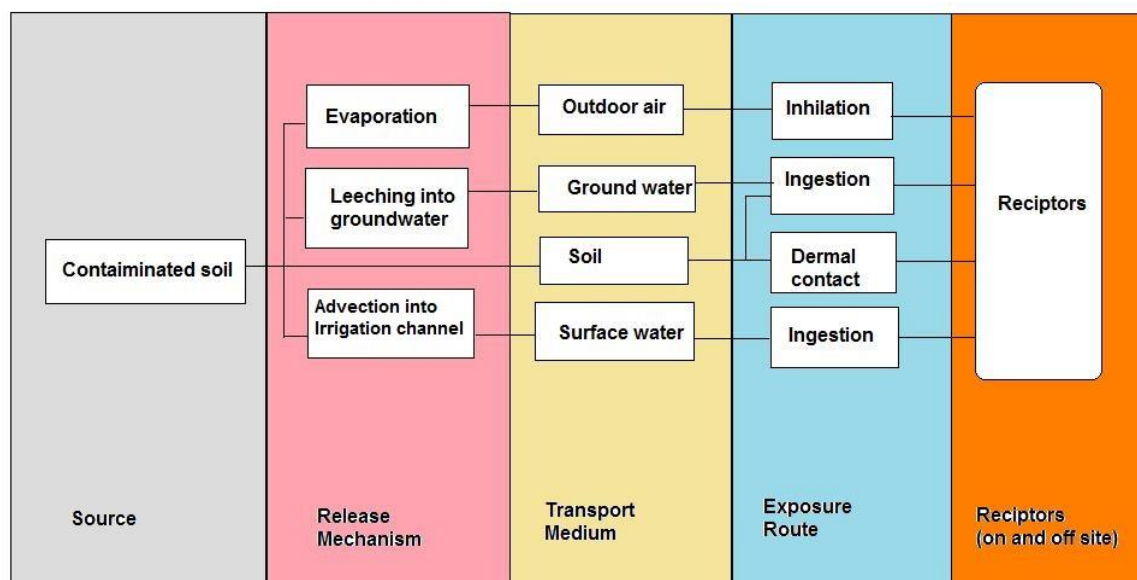 Evaporation
Outdoor air
Inhilation
Leeching into
groundwater
Ground water
Ingestion
Reciptors
Contaiminated soil
Soil
Dermal
contact
Advection into
Irrigation channel
Surface water
Ingestion
Source
Release
Mechanism
Transport
Medium
Exposure
Route
Reciptors
(on and off site)